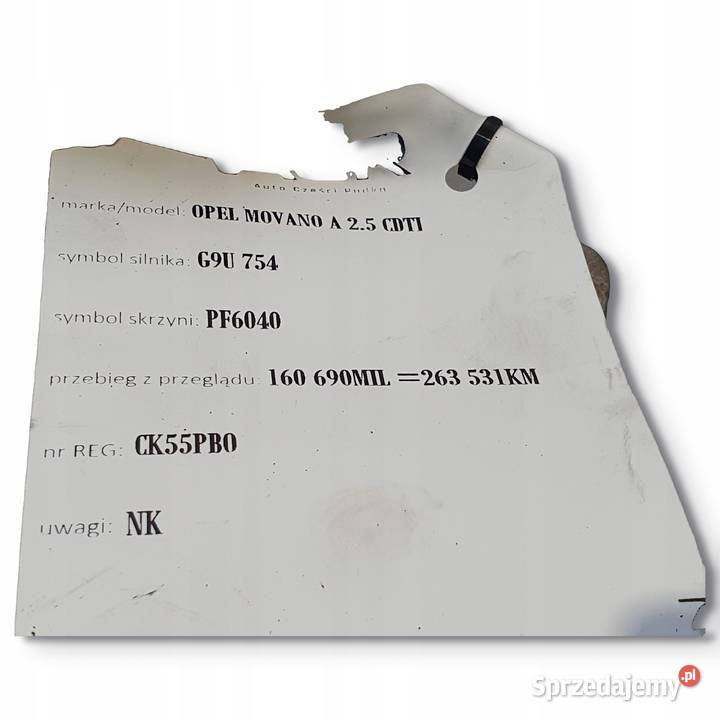 Auto Części Rudka
marka/model: OPEL MOVANO A 2.5 CDTI
symbol silnika: G9U 754
symbol skrzyni: PF6040
przebieg z przeglądu: 160 690MIL =263 531KM
nr REG: CK55PBO
uwagi: NK
Sprzedajemy.pl